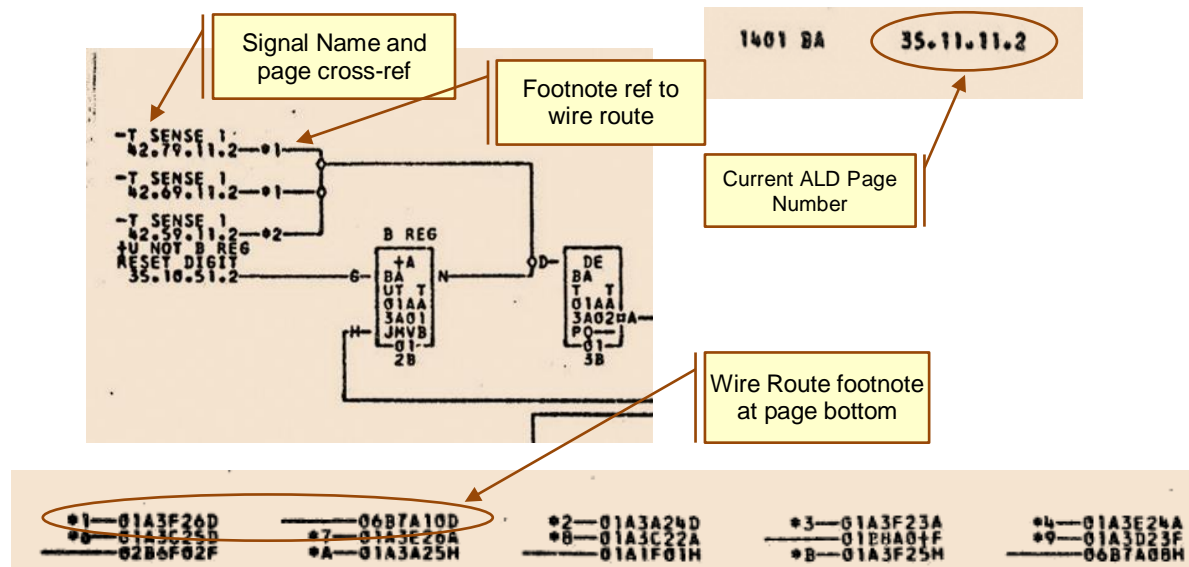 Signal Name and
page cross-ref
1401 BA 35.11.11.2
Footnote ref to
wire route
Current ALD Page
Number
-T SENSE 1
42.79.11.2—*1
-T SENSE 1
42.69.11.2—*1
-T SENSE 1
42.59.11.2—*2
+U NOT B REG
RESET DIGIT
35.10.51.2
B REG
G +A N
BA
UT T
01AA
3A01
H JMVB
01
2B
D DE
BA
T T
01AA
3A02 A
PQ—
01
3B
Wire Route footnote
at page bottom
*1—01A3F26D —06B7A10D *2—01A3A24D *3—01A3F23A *4—01A3E24A
*7— *8—01A3C22A *9—01A3D23F
02B6F02F *A—01A3A25H —01A1F01H *B—01A3F25H —06B7A08H